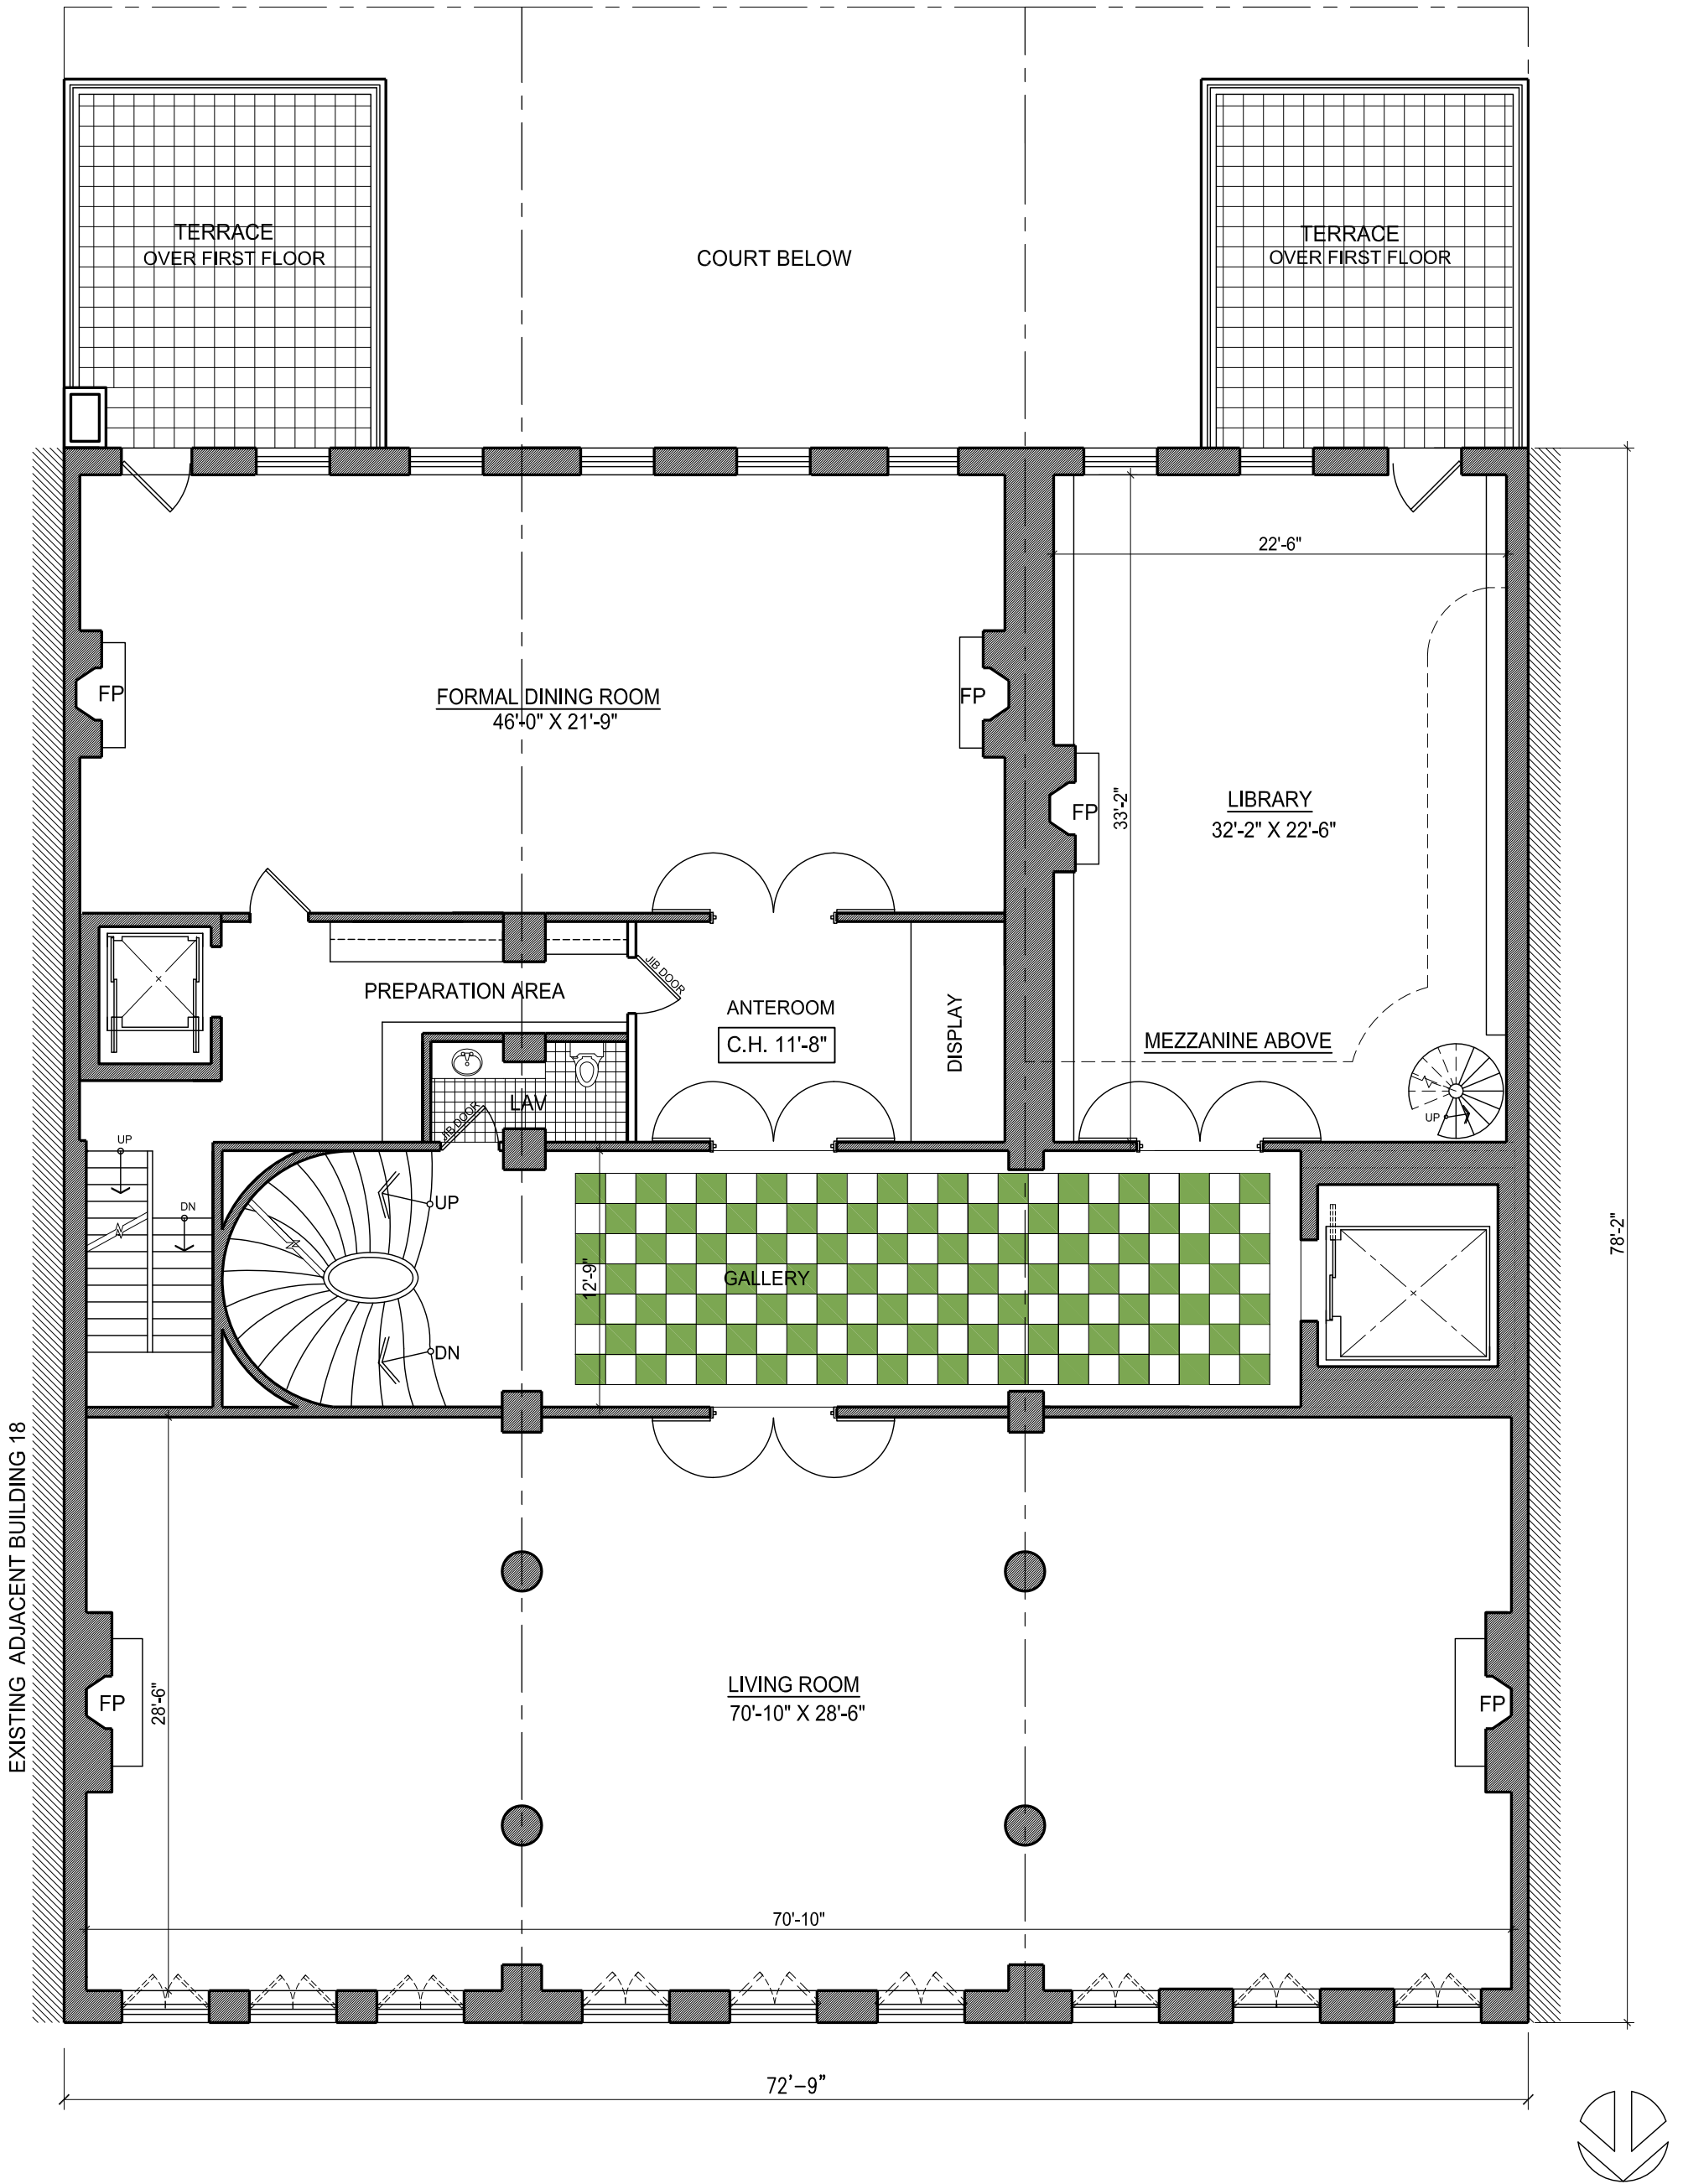 TERRACE
OVER FIRST FLOOR
COURT BELOW
TERRACE
OVER FIRST FLOOR
22'-6"
FP
FORMAL DINING ROOM
46'-0" X 21'-9"
FP
FP
33'-2"
LIBRARY
32'-2" X 22'-6"
JIB DOOR
PREPARATION AREA
ANTEROOM
C.H. 11'-8"
DISPLAY
MEZZANINE ABOVE
LAV
JIB DOOR
UP
UP
DN
UP
DN
12'-9"
GALLERY
78'-2"
EXISTING ADJACENT BUILDING 18
FP
28'-6"
LIVING ROOM
70'-10" X 28'-6"
FP
70'-10"
72'-9"